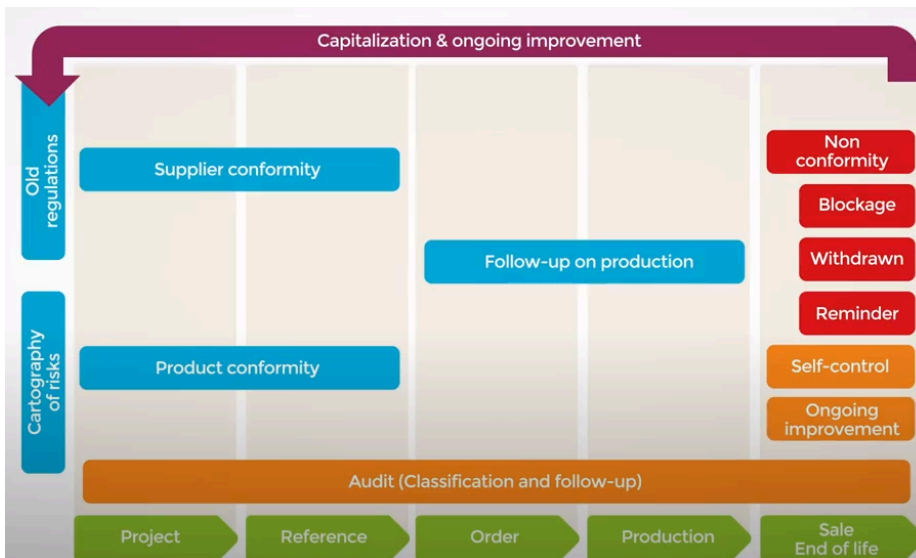 Capitalization & ongoing improvement
Old
regulations
Supplier conformity
Non
conformity
Blockage
Follow-up on production
Withdrawn
Reminder
Cartography
of risks
Product conformity
Self-control
Ongoing
improvement
Audit (Classification and follow-up)
Project
Reference
Order
Production
Sale
End of life